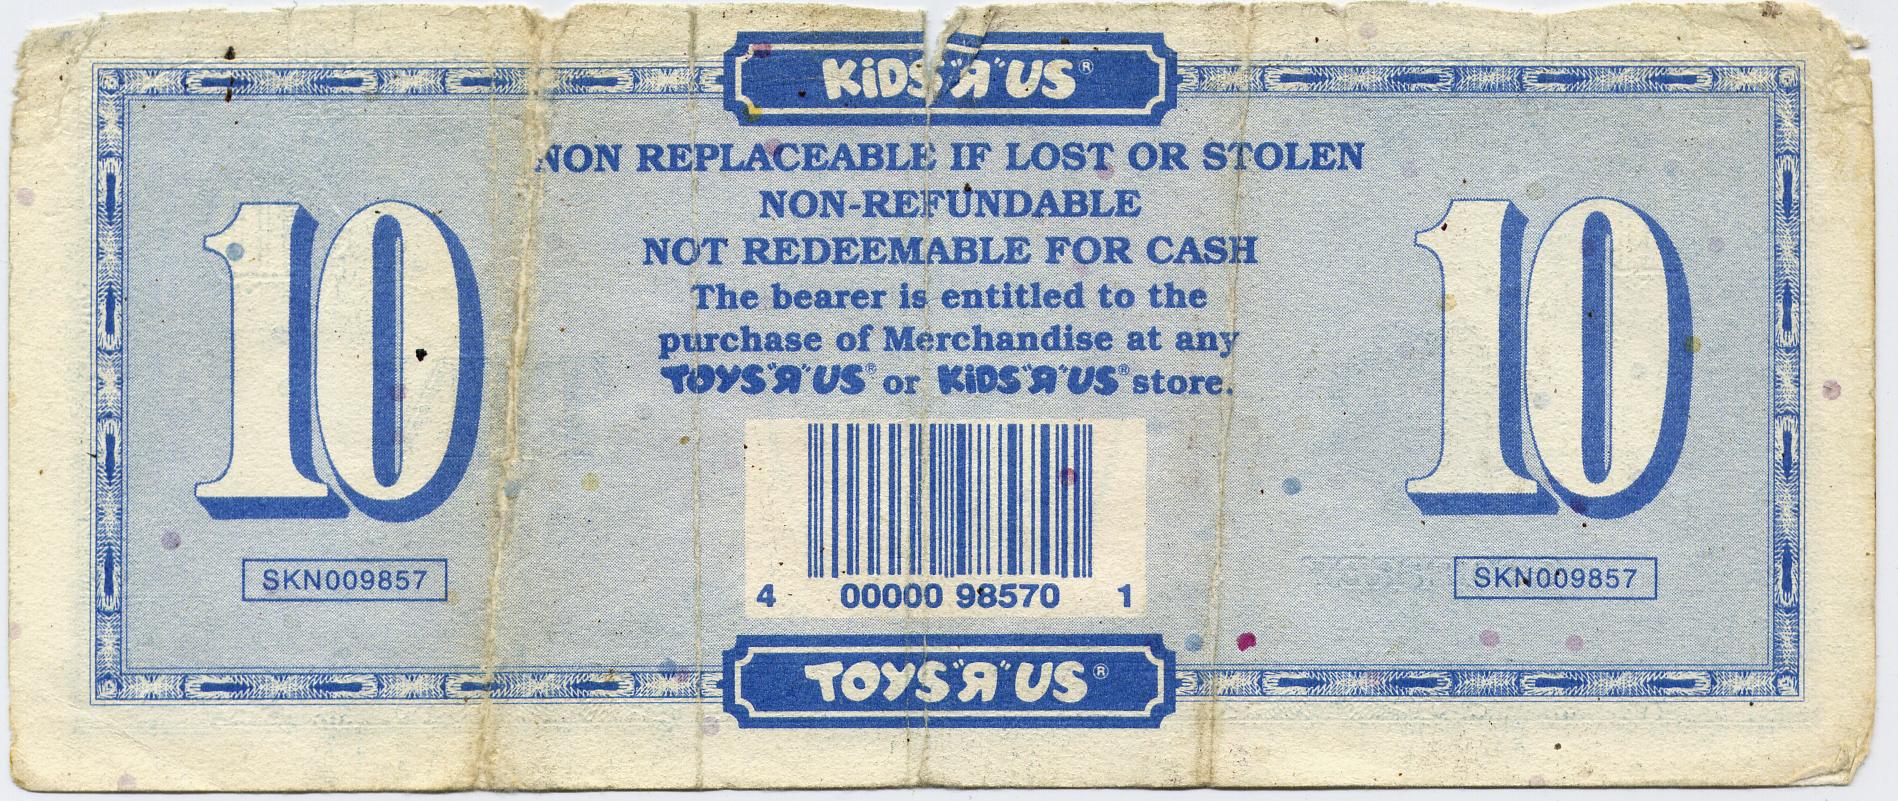 KiDS"R"US®
NON REPLACEABLE IF LOST OR STOLEN
NON-REFUNDABLE
NOT REDEEMABLE FOR CASH
The bearer is entitled to the
purchase of Merchandise at any
TOYS"R"US® or KiDS"R"US® store.
10 10
SKN009857 SKN009857
4 00000 98570 1
TOYS"R"US®